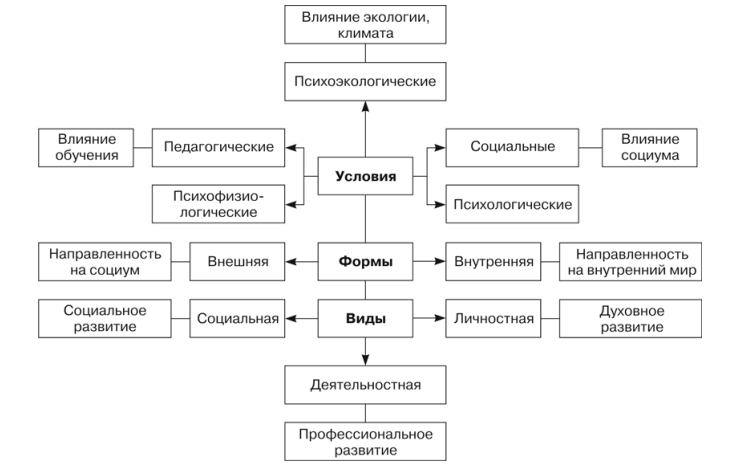 Влияние экологии,
климата
Психоэкологические
Влияние
обучения
Педагогические
Социальные
Влияние
социума
Условия
Психофизио-
логические
Психологические
Направленность
на социум
Внешняя
Формы
Внутренняя
Направленность
на внутренний мир
Социальное
развитие
Социальная
Виды
Личностная
Духовное
развитие
Деятельностная
Профессиональное
развитие